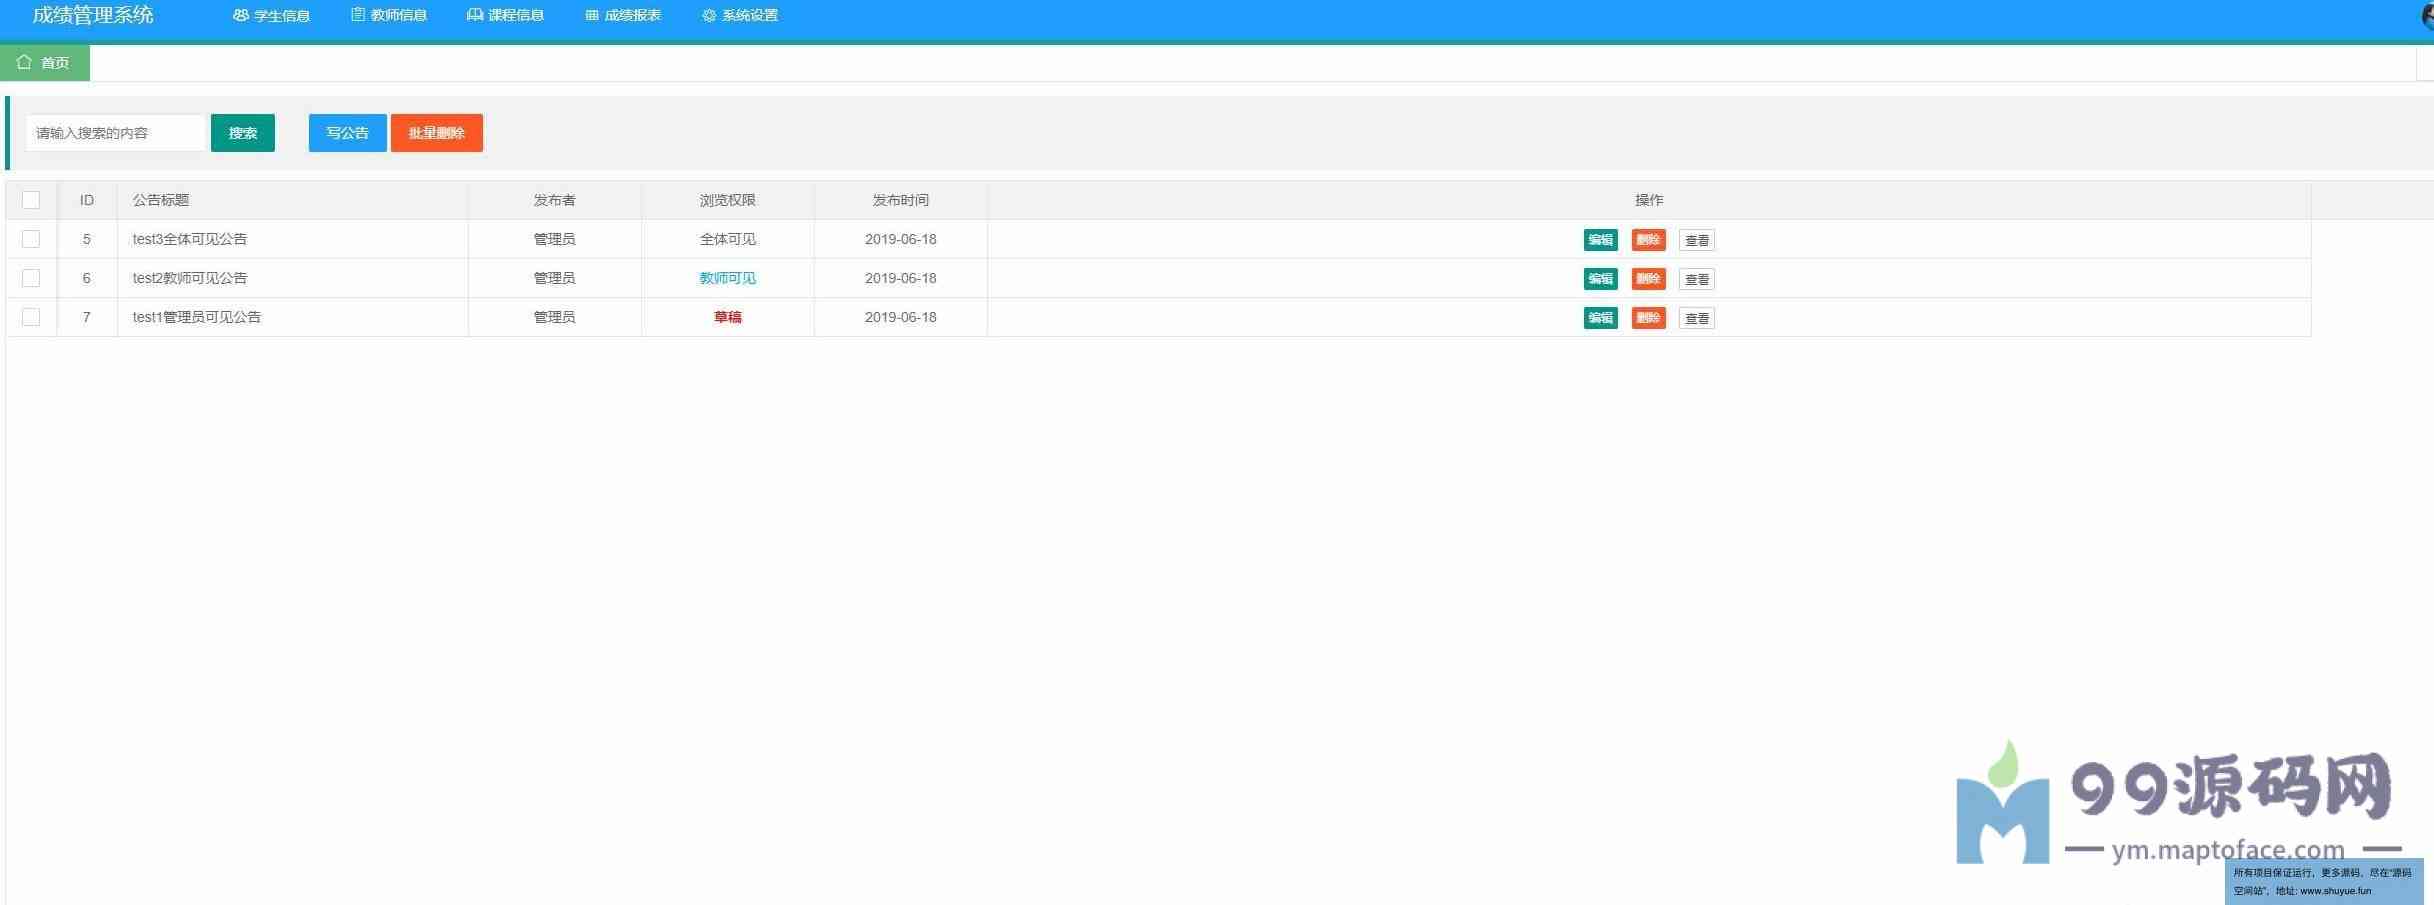 成绩管理系统 学生信息 教师信息 课程信息 成绩报表 系统设置
首页
请输入搜索的内容 搜索 写公告 批量删除
ID 公告标题 发布者 浏览权限 发布时间 操作
5 test3全体可见公告 管理员 全体可见 2019-06-18 编辑 删除 查看
6 test2教师可见公告 管理员 教师可见 2019-06-18 编辑 删除 查看
7 test1管理员可见公告 管理员 草稿 2019-06-18 编辑 删除 查看
99源码网
ym.maptoface.com
所有项目保证运行，更多源码，尽在“源码
空间站”，地址: www.shuyue.fun